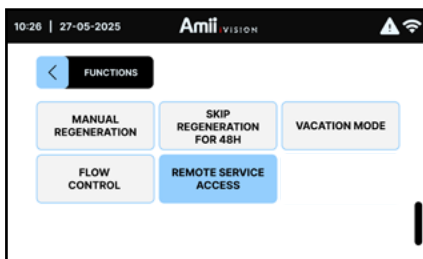 10:26 | 27-05-2025
Amii VISION
FUNCTIONS
MANUAL
REGENERATION
SKIP
REGENERATION
FOR 48H
VACATION MODE
FLOW
CONTROL
REMOTE SERVICE
ACCESS